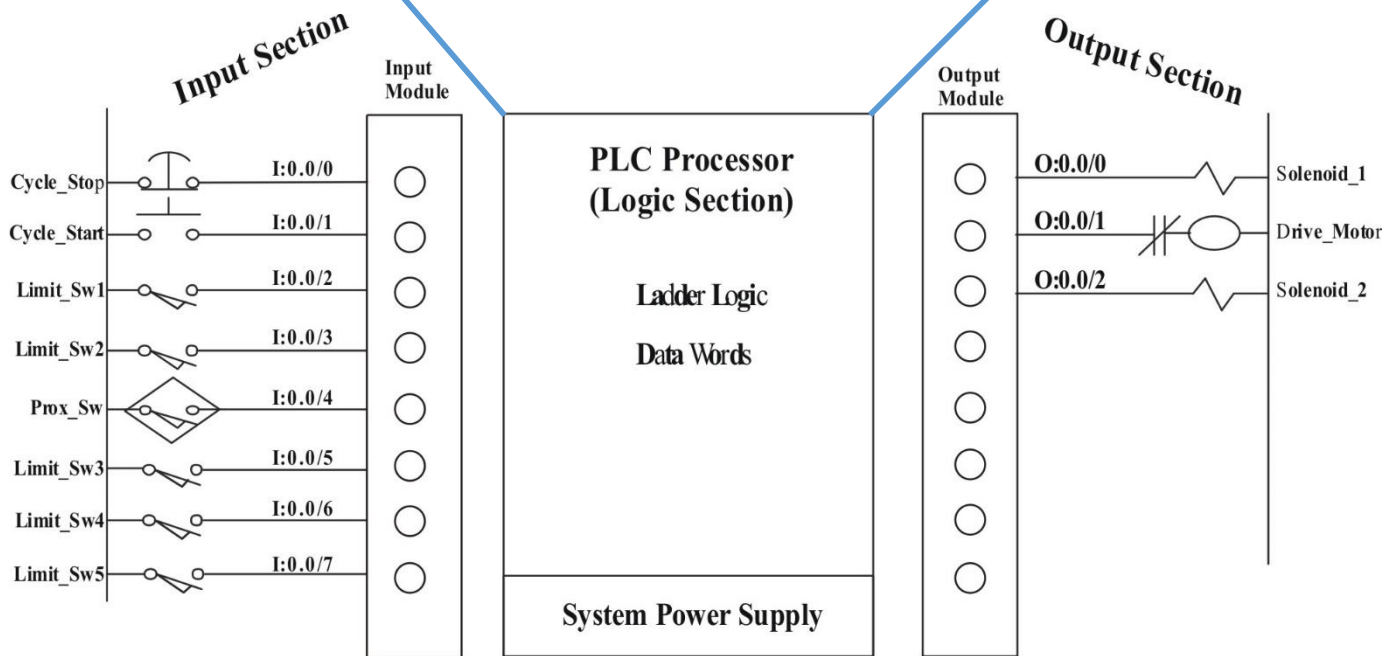 Input Section
Input
Module
Cycle_Stop
I:0.0/0
Cycle_Start
I:0.0/1
Limit_Sw1
I:0.0/2
Limit_Sw2
I:0.0/3
Prox_Sw
I:0.0/4
Limit_Sw3
I:0.0/5
Limit_Sw4
I:0.0/6
Limit_Sw5
I:0.0/7
PLC Processor
(Logic Section)
Ladder Logic
Data Words
System Power Supply
Output Section
Output
Module
O:0.0/0
Solenoid_1
O:0.0/1
Drive_Motor
O:0.0/2
Solenoid_2